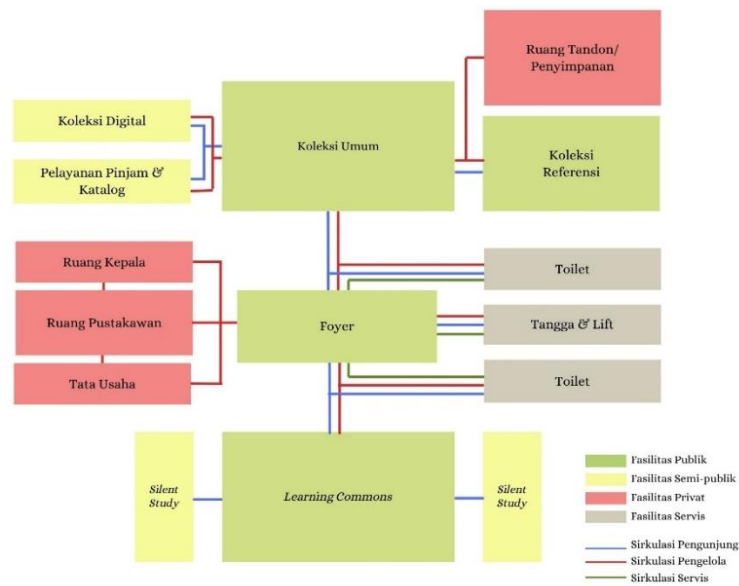 Ruang Tandon/
Penyimpanan
Koleksi Digital
Koleksi Umum
Koleksi
Referensi
Pelayanan Pinjam &
Katalog
Ruang Kepala
Toilet
Ruang Pustakawan
Foyer
Tangga & Lift
Tata Usaha
Toilet
Silent
Study
Learning Commons
Silent
Study
Fasilitas Publik
Fasilitas Semi-publik
Fasilitas Privat
Fasilitas Servis
Sirkulasi Pengunjung
Sirkulasi Pengelola
Sirkulasi Servis